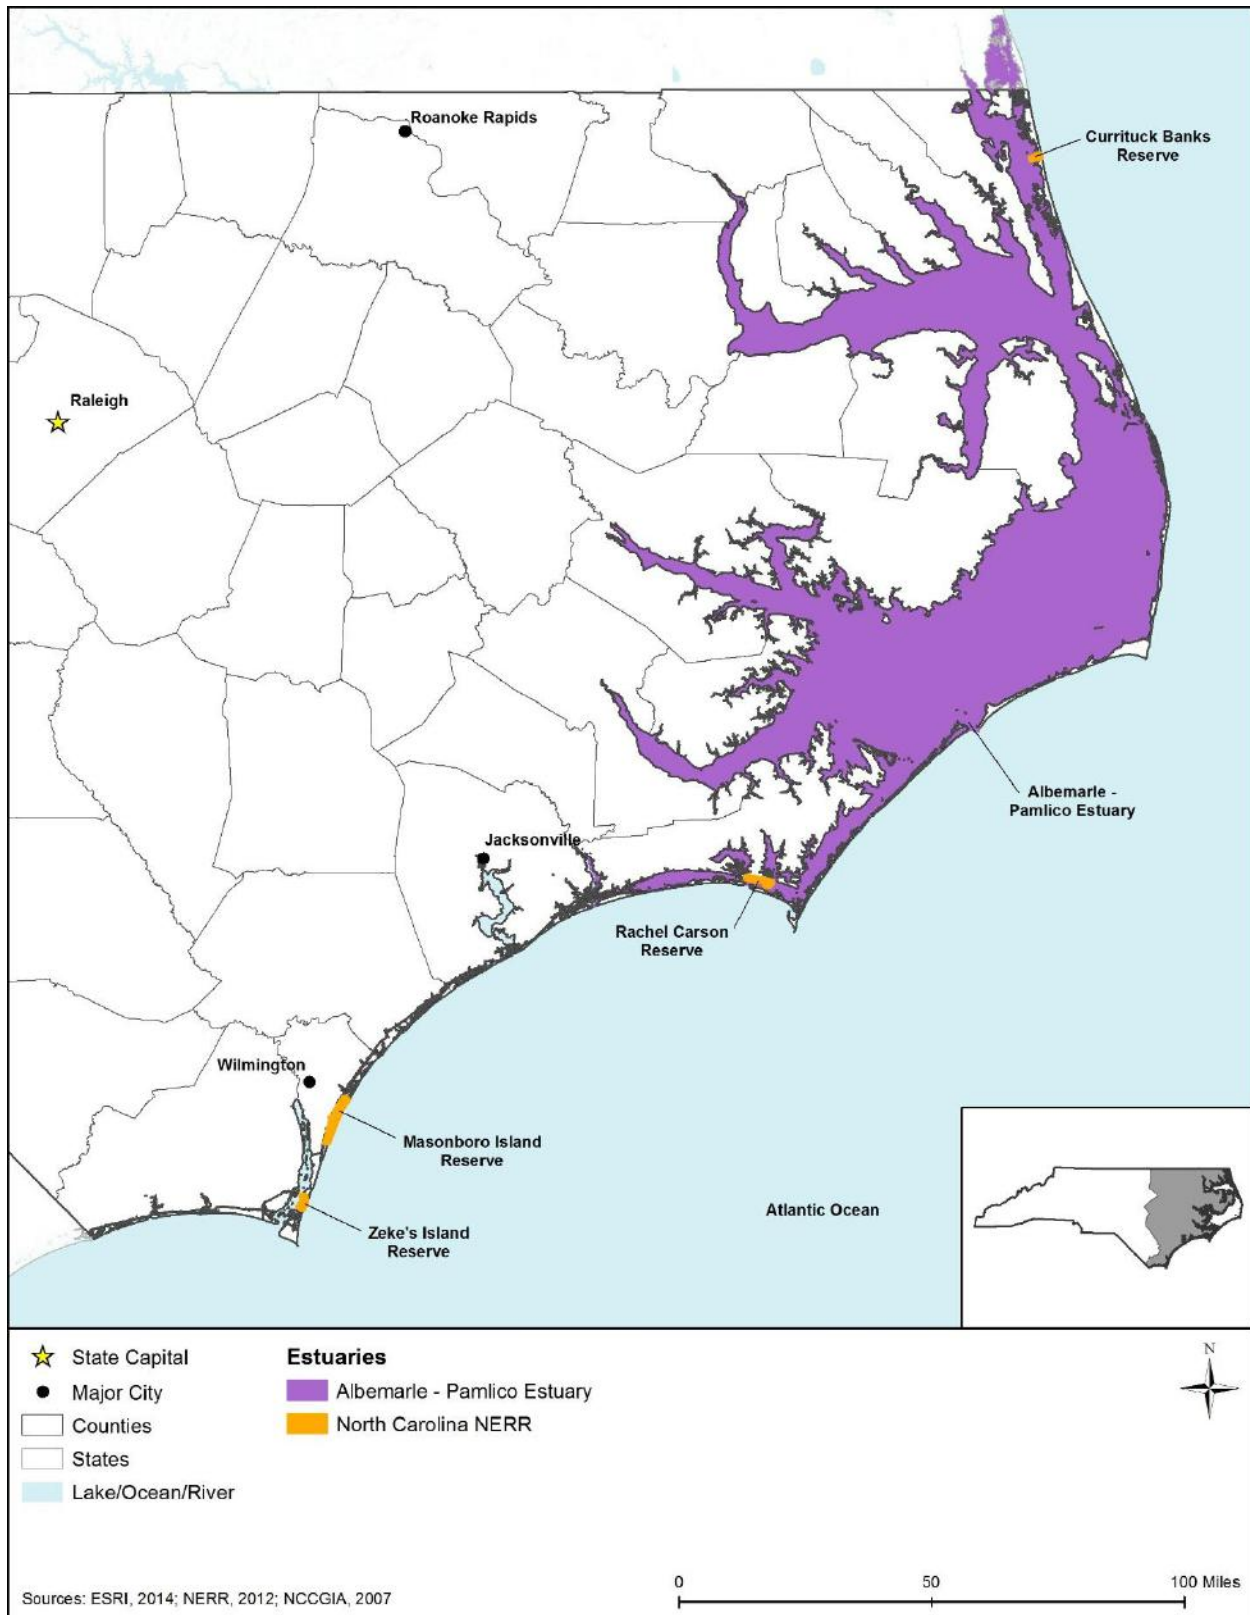 Roanoke Rapids
Currituck Banks
Reserve
Raleigh
Albemarle -
Pamlico Estuary
Jacksonville
Rachel Carson
Reserve
Wilmington
Masonboro Island
Reserve
Atlantic Ocean
Zeke's Island
Reserve
State Capital
Major City
Counties
States
Lake/Ocean/River
Estuaries
Albemarle - Pamlico Estuary
North Carolina NERR
N
Sources: ESRI, 2014; NERR, 2012; NCCGIA, 2007
0 50 100 Miles